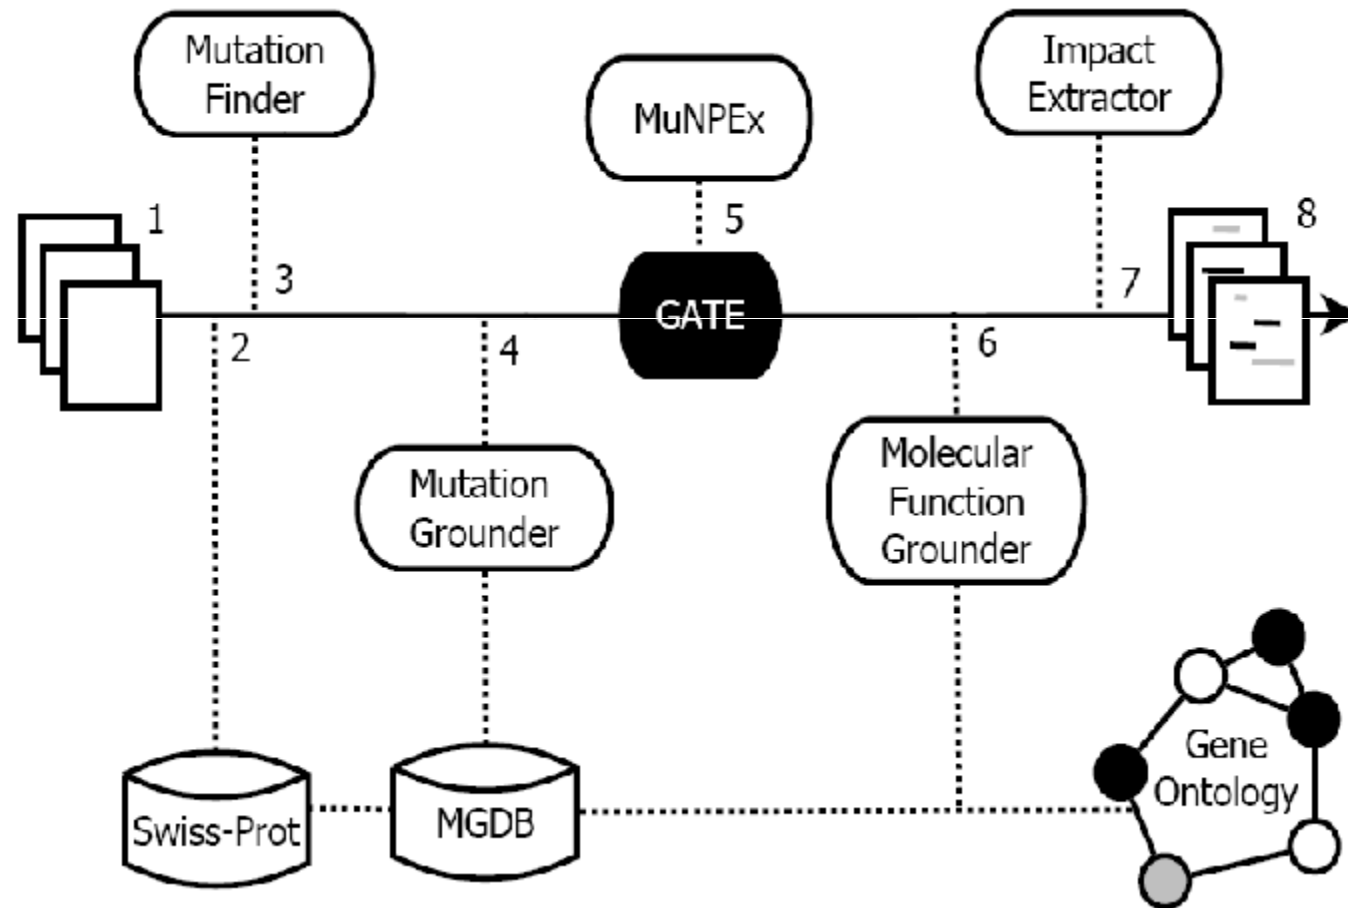 Mutation
Finder
MuNPEx
Impact
Extractor
1
3
5
7
8
2
4
GATE
6
Mutation
Grounder
Molecular
Function
Grounder
Swiss-Prot
MGDB
Gene
Ontology